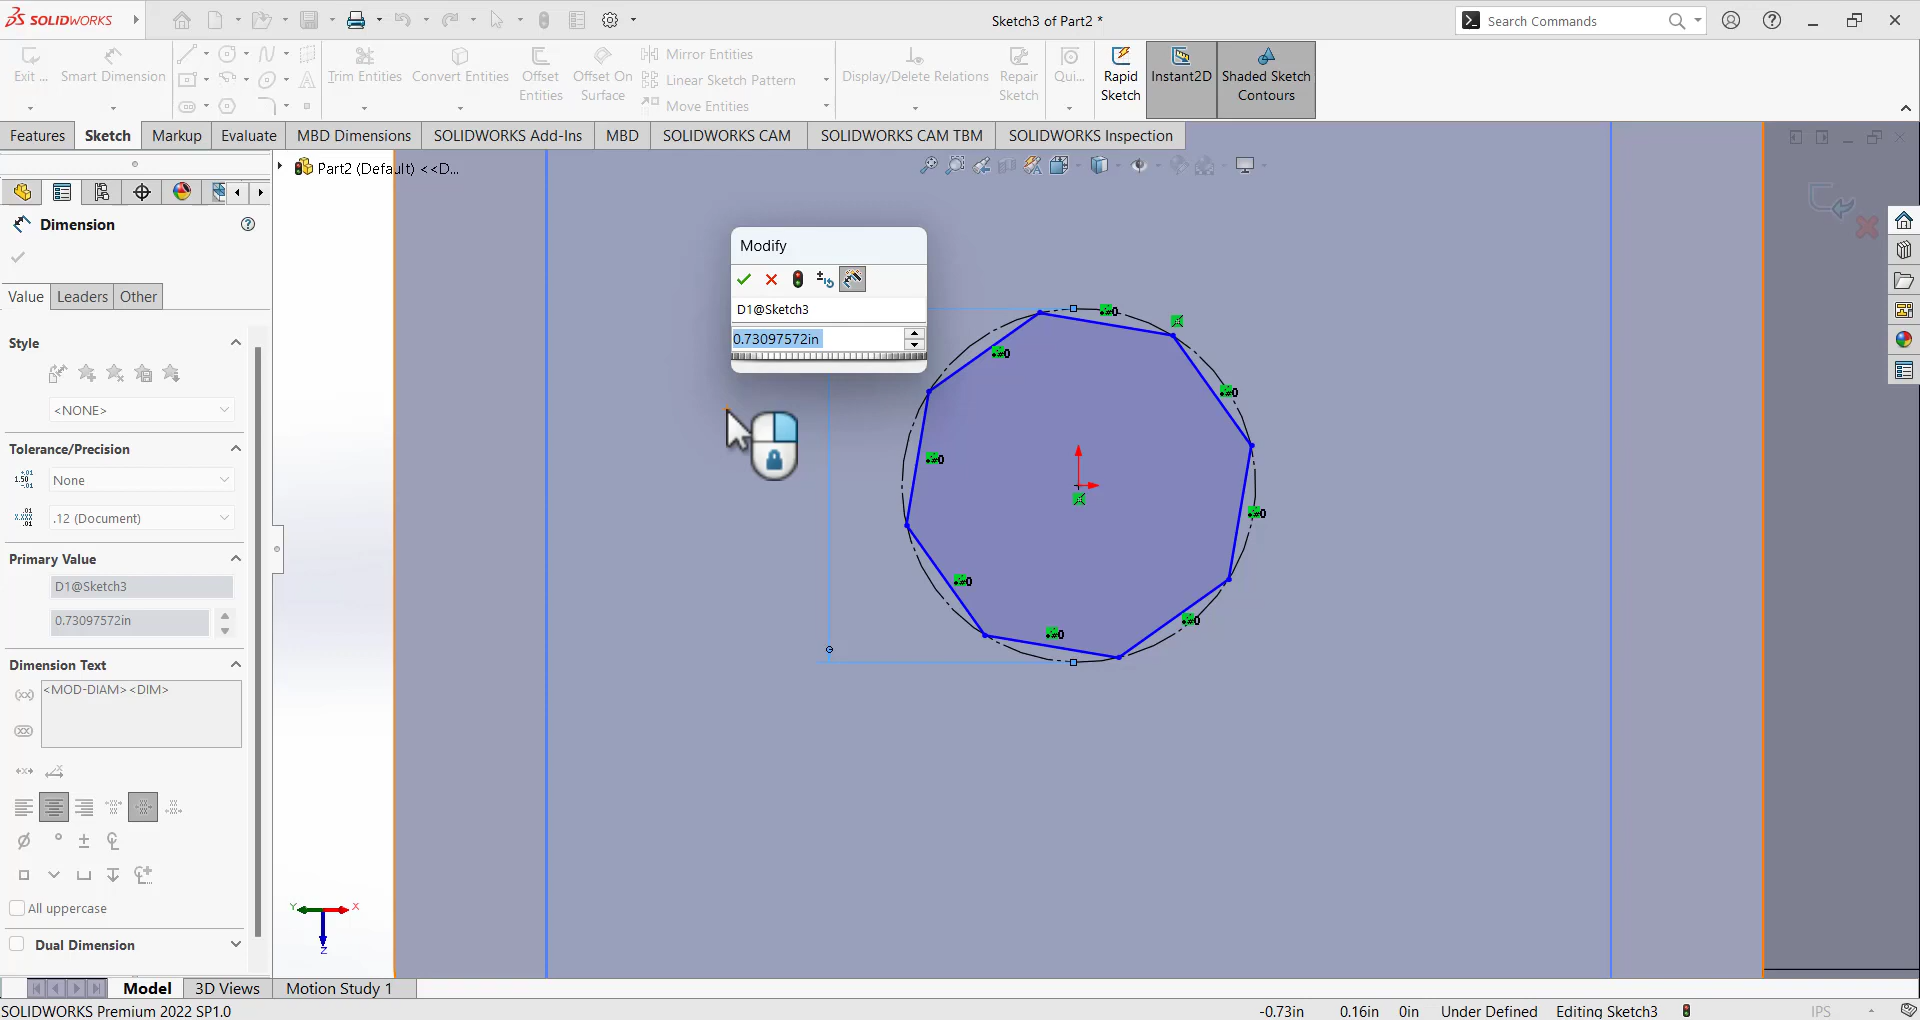 SOLIDWORKS
Sketch3 of Part2 *
Search Commands
Exit ...
Smart Dimension
Trim Entities
Convert Entities
Offset Entities
Offset On Surface
Mirror Entities
Linear Sketch Pattern
Move Entities
Display/Delete Relations
Repair Sketch
Qui...
Rapid Sketch
Instant2D
Shaded Sketch Contours
Features
Sketch
Markup
Evaluate
MBD Dimensions
SOLIDWORKS Add-Ins
MBD
SOLIDWORKS CAM
SOLIDWORKS CAM TBM
SOLIDWORKS Inspection
Part2 (Default) <<D...
Dimension
Value
Leaders
Other
Style
<NONE>
Tolerance/Precision
None
.12 (Document)
Primary Value
D1@Sketch3
0.73097572in
Dimension Text
<MOD-DIAM><DIM>
All uppercase
Dual Dimension
Modify
D1@Sketch3
0.73097572in
Y
X
Z
Model
3D Views
Motion Study 1
SOLIDWORKS Premium 2022 SP1.0
-0.73in
0.16in
0in
Under Defined
Editing Sketch3
IPS